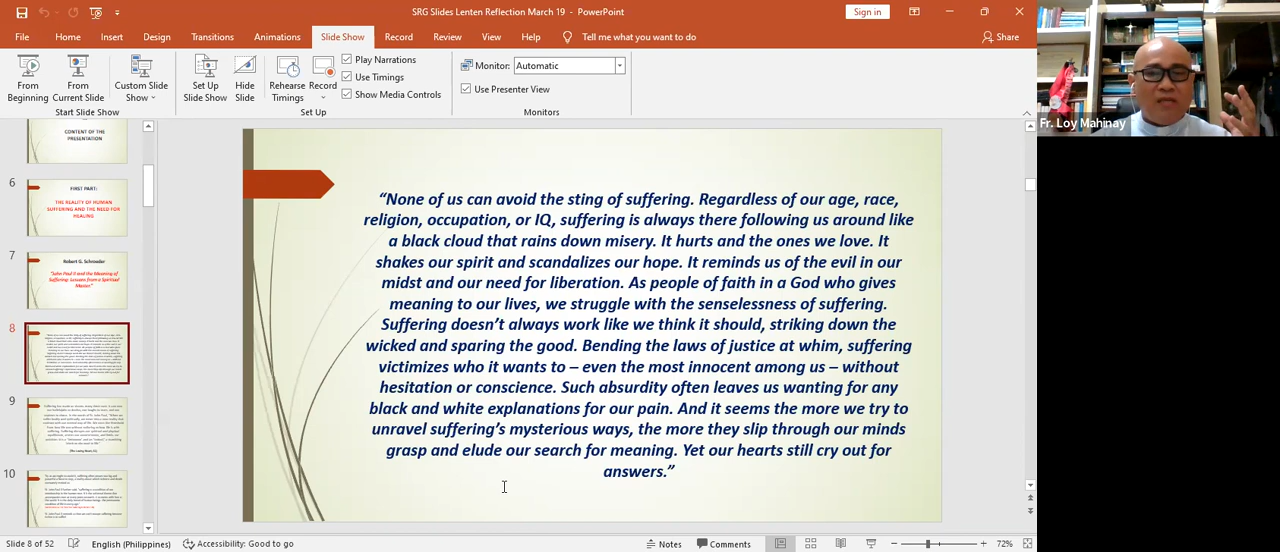 SRG Slides Lenten Reflection March 19 - PowerPoint
Sign in
File Home Insert Design Transitions Animations Slide Show Record Review View Help Tell me what you want to do Share
From Beginning
From Current Slide
Custom Slide Show
Set Up Slide Show
Hide Slide
Rehearse Timings
Record
Play Narrations
Use Timings
Show Media Controls
Monitor: Automatic
Use Presenter View
Start Slide Show
Set Up
Monitors
Fr. Loy Mahinay
CONTENT OF THE
PRESENTATION
6
FIRST PART:
THE REALITY OF HUMAN
SUFFERING AND THE NEED FOR
HEALING
7
Robert G. Schroeder
"John Paul II and the Meaning of
Suffering: Lessons from a Spiritual
Master."
8
9
10
“None of us can avoid the sting of suffering. Regardless of our age, race,
religion, occupation, or IQ, suffering is always there following us around like
a black cloud that rains down misery. It hurts and the ones we love. It
shakes our spirit and scandalizes our hope. It reminds us of the evil in our
midst and our need for liberation. As people of faith in a God who gives
meaning to our lives, we struggle with the senselessness of suffering.
Suffering doesn’t always work like we think it should, striking down the
wicked and sparing the good. Bending the laws of justice at whim, suffering
victimizes who it wants to – even the most innocent among us – without
hesitation or conscience. Such absurdity often leaves us wanting for any
black and white explanations for our pain. And it seems the more we try to
unravel suffering’s mysterious ways, the more they slip through our minds
grasp and elude our search for meaning. Yet our hearts still cry out for
answers.”
Slide 8 of 52 English (Philippines) Accessibility: Good to go Notes Comments 72%